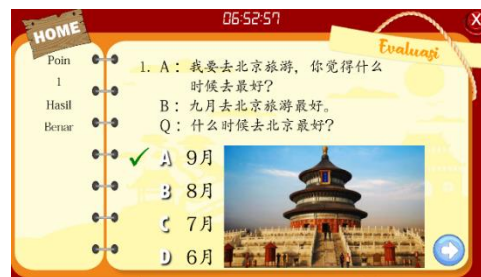 06:52:57
X
HOME
Evaluasi
Poin
1
Hasil
Benar
1. A：我要去北京旅游，你觉得什么
时候去最好？
B：九月去北京旅游最好。
Q：什么时候去北京最好？
A 9月
B 8月
C 7月
D 6月